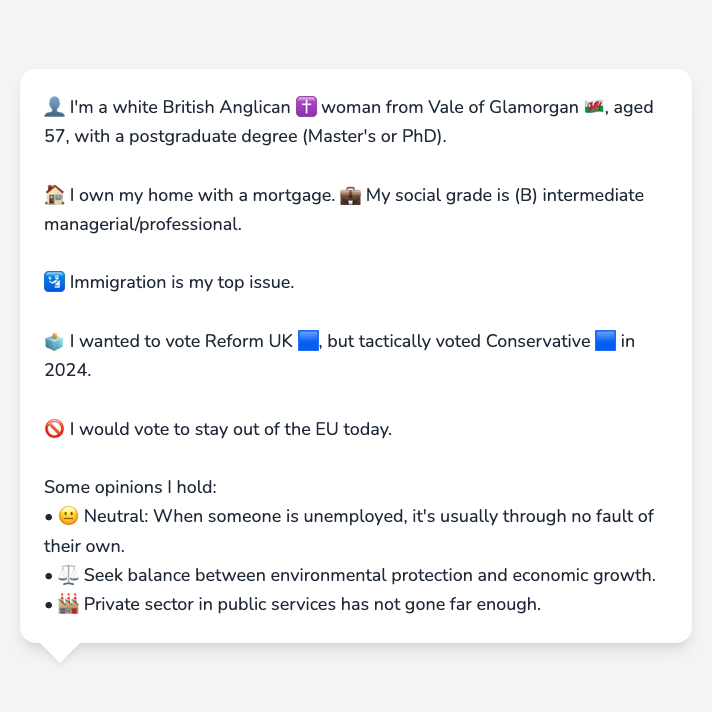 👤 I'm a white British Anglican ✝️ woman from Vale of Glamorgan 🏴󠁧󠁢󠁷󠁬󠁳󠁿, aged
57, with a postgraduate degree (Master's or PhD).
🏠 I own my home with a mortgage. 💼 My social grade is (B) intermediate
managerial/professional.
🛂 Immigration is my top issue.
🗳️ I wanted to vote Reform UK 🟦, but tactically voted Conservative 🟦 in
2024.
🚫 I would vote to stay out of the EU today.
Some opinions I hold:
• 😐 Neutral: When someone is unemployed, it's usually through no fault of
their own.
• ⚖️ Seek balance between environmental protection and economic growth.
• 🏭 Private sector in public services has not gone far enough.